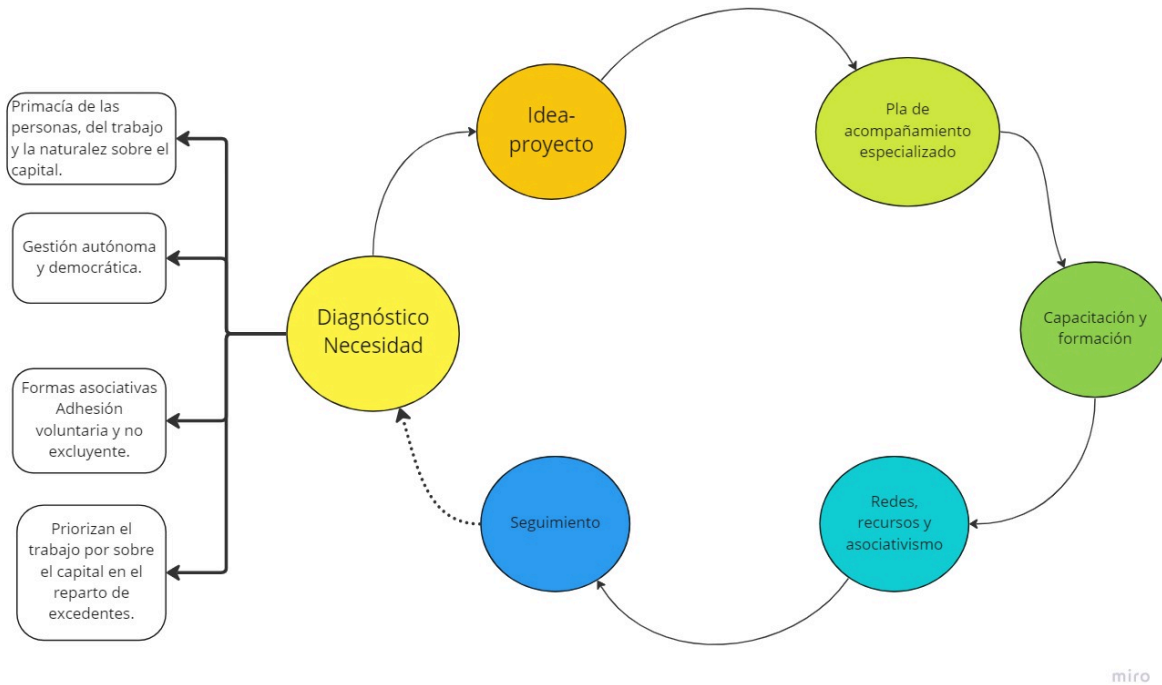 Primacía de las
personas, del trabajo
y la naturalez sobre el
capital.
Gestión autónoma
y democrática.
Formas asociativas
Adhesión
voluntaria y no
excluyente.
Priorizan el
trabajo por sobre
el capital en el
reparto de
excedentes.
Diagnóstico
Necesidad
Idea-
proyecto
Pla de
acompañamiento
especializado
Capacitación y
formación
Redes,
recursos y
asociativismo
Seguimiento
miro